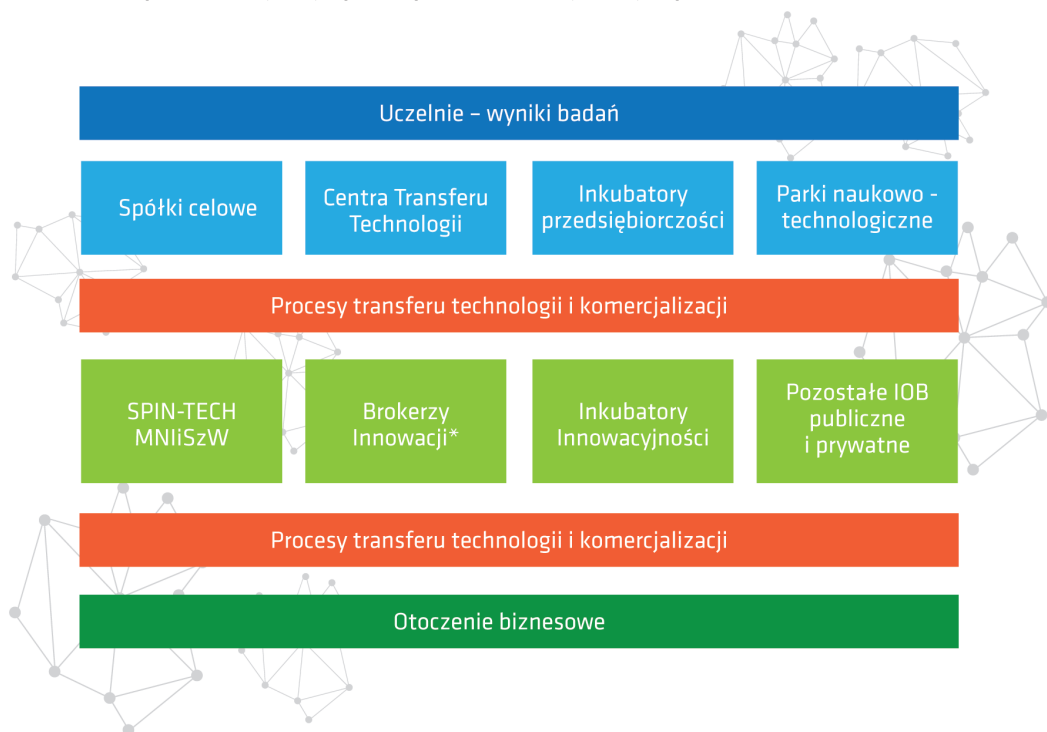 Uczelnie – wyniki badań
Spółki celowe
Centra Transferu
Technologii
Inkubatory
przedsiębiorczości
Parki naukowo -
technologiczne
Procesy transferu technologii i komercjalizacji
SPIN-TECH
MNIiSzW
Brokerzy
Innowacji*
Inkubatory
Innowacyjności
Pozostałe IOB
publiczne
i prywatne
Procesy transferu technologii i komercjalizacji
Otoczenie biznesowe